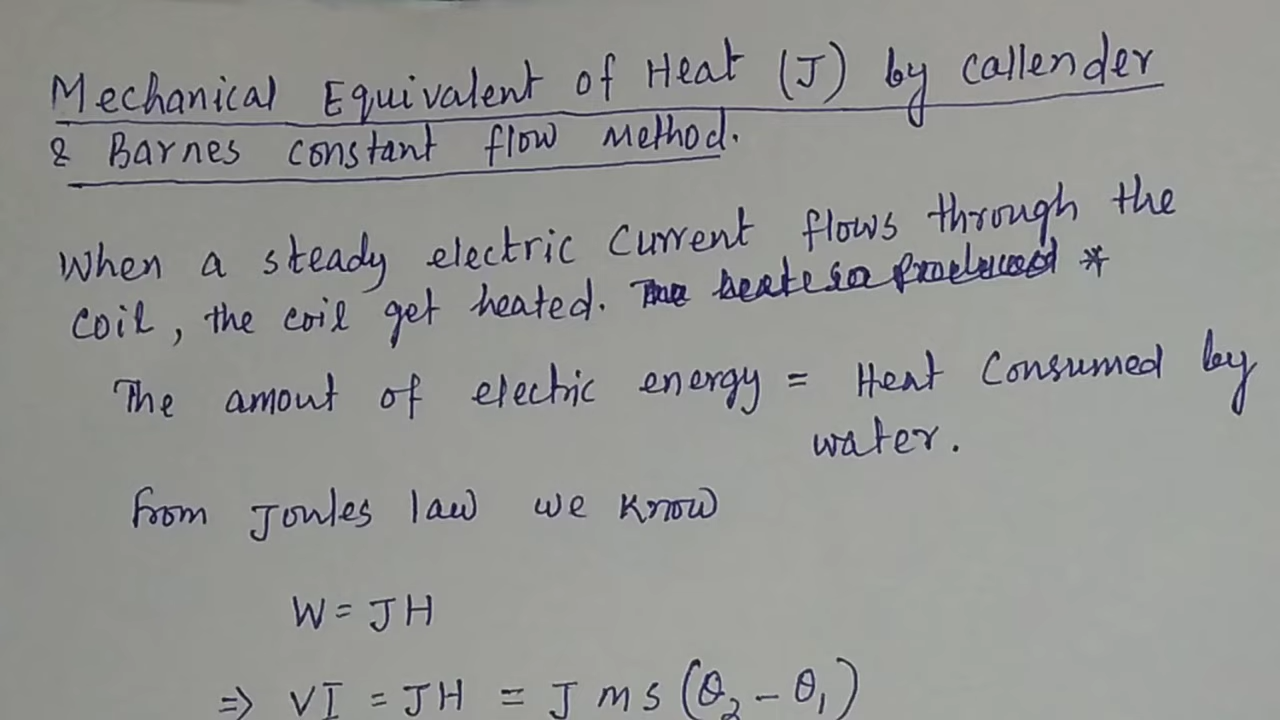 Mechanical Equivalent of Heat (J) by Callender
& Barnes constant flow Method.
When a steady electric Current flows through the
coil, the coil get heated. *
The amout of electric energy = Heat Consumed by
water.
from Joules law we know
W = JH
⇒ VI = JH = J m s (θ₂ - θ₁)